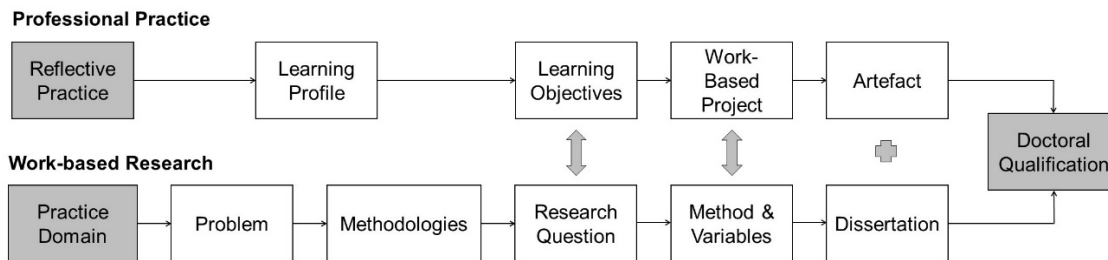 Professional Practice
Reflective
Practice
Learning
Profile
Learning
Objectives
Work-
Based
Project
Artefact
Doctoral
Qualification
Work-based Research
Practice
Domain
Problem
Methodologies
Research
Question
Method &
Variables
Dissertation